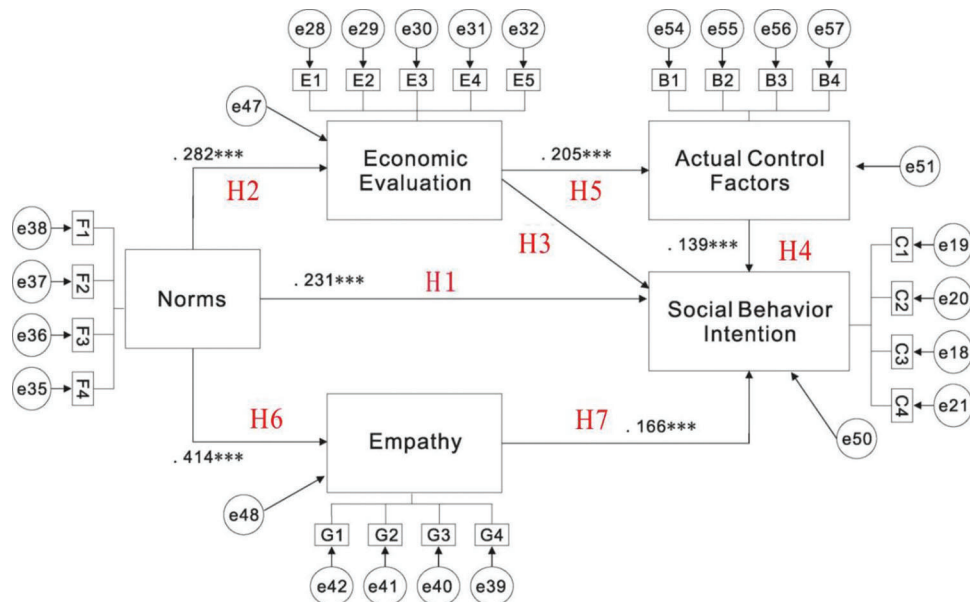 e28 e29 e30 e31 e32
e54 e55 e56 e57
E1 E2 E3 E4 E5
B1 B2 B3 B4
e47
. 282***
H2
Economic
Evaluation
. 205***
H5
Actual Control
Factors
e51
H3
. 139***
H4
e38 F1
e37 F2
e36 F3
e35 F4
Norms
. 231***
H1
Social Behavior
Intention
C1 e19
C2 e20
C3 e18
C4 e21
H6
. 414***
Empathy
H7
. 166***
e50
e48
G1 G2 G3 G4
e42 e41 e40 e39